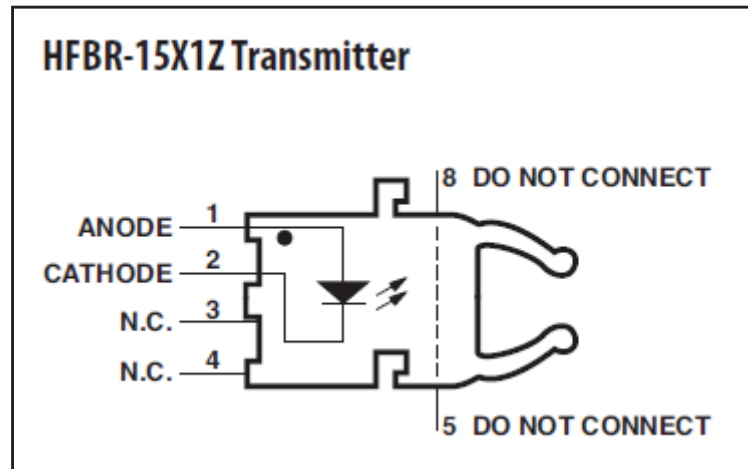 HFBR-15X1Z Transmitter
8 DO NOT CONNECT
ANODE 1
CATHODE 2
N.C. 3
N.C. 4
5 DO NOT CONNECT